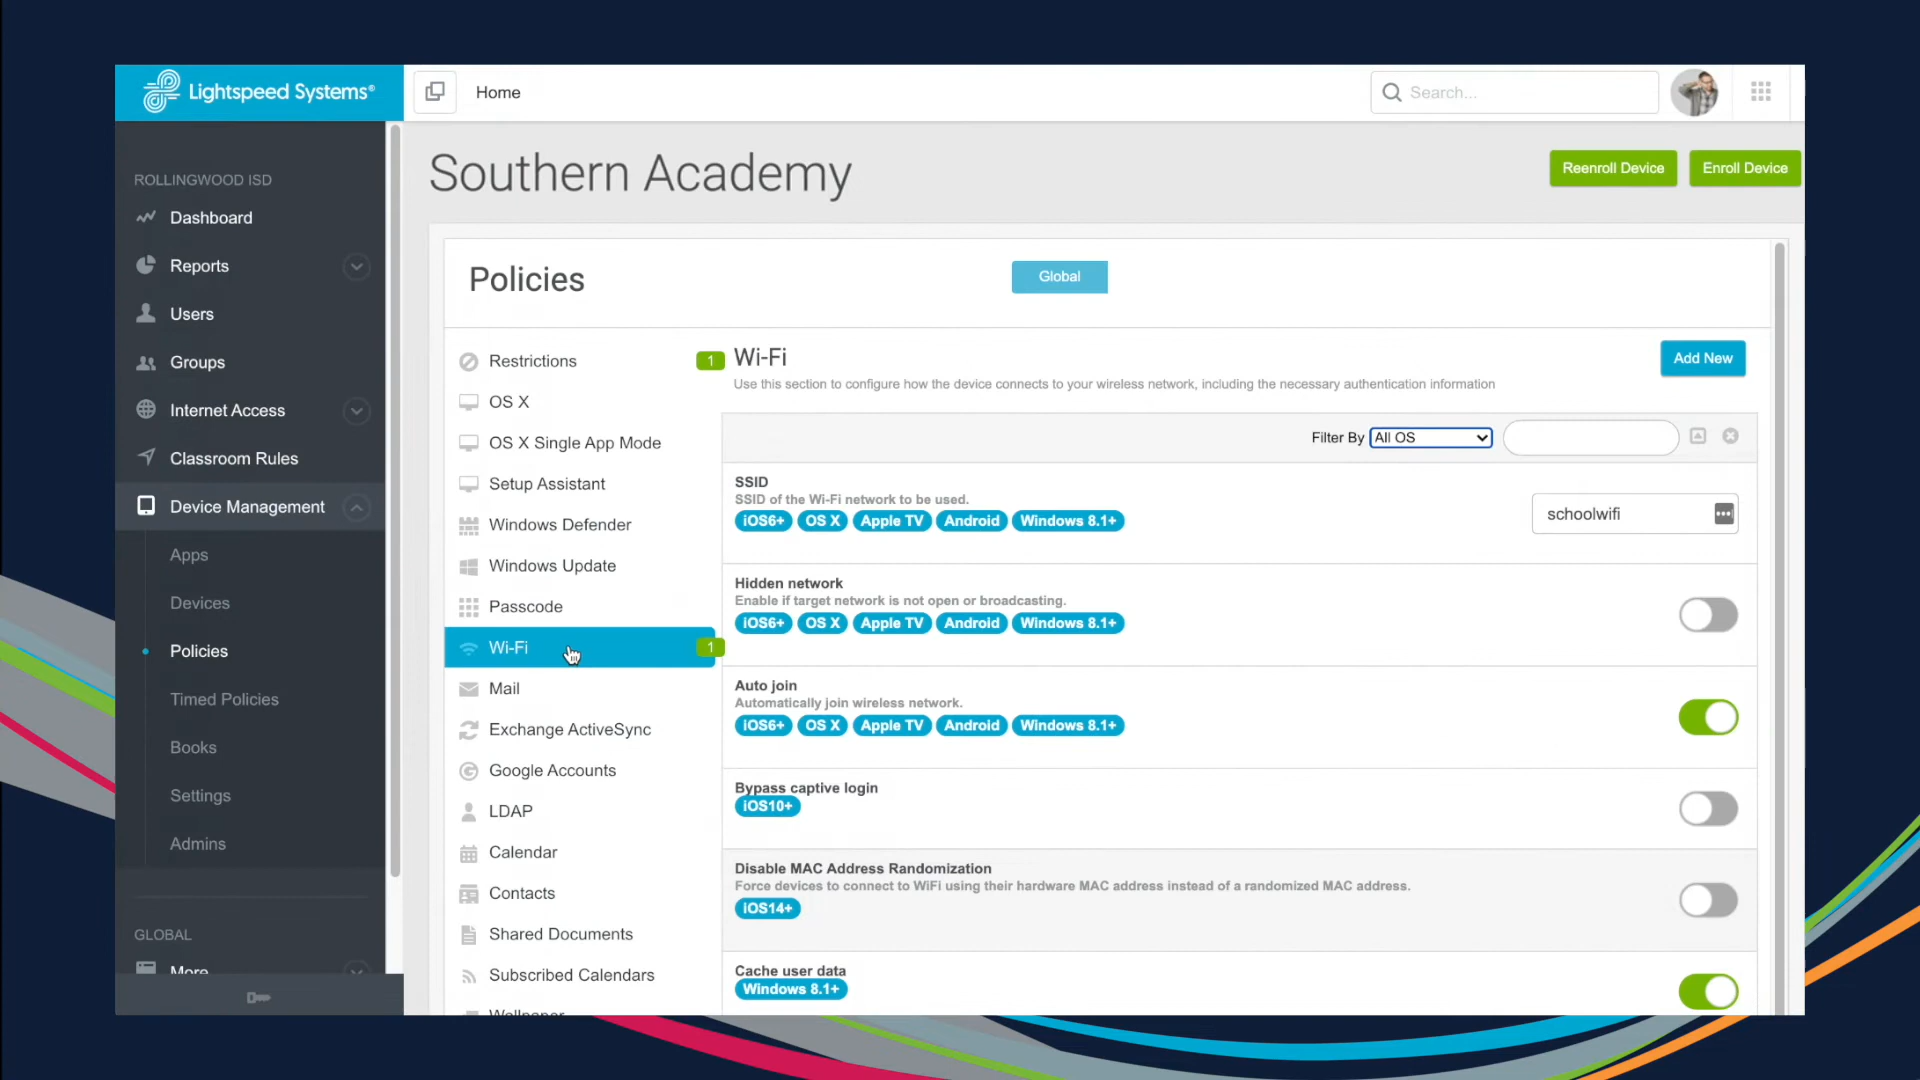 Lightspeed Systems®
Home
Search...
ROLLINGWOOD ISD
Dashboard
Reports
Users
Groups
Internet Access
Classroom Rules
Device Management
Apps
Devices
Policies
Timed Policies
Books
Settings
Admins
GLOBAL
More
Southern Academy
Reenroll Device
Enroll Device
Policies
Global
Restrictions 1
OS X
OS X Single App Mode
Setup Assistant
Windows Defender
Windows Update
Passcode
Wi-Fi 1
Mail
Exchange ActiveSync
Google Accounts
LDAP
Calendar
Contacts
Shared Documents
Subscribed Calendars
Wallpaper
Wi-Fi
Add New
Use this section to configure how the device connects to your wireless network, including the necessary authentication information
Filter By All OS
SSID
SSID of the Wi-Fi network to be used.
iOS6+ OS X Apple TV Android Windows 8.1+
schoolwifi
Hidden network
Enable if target network is not open or broadcasting.
iOS6+ OS X Apple TV Android Windows 8.1+
Auto join
Automatically join wireless network.
iOS6+ OS X Apple TV Android Windows 8.1+
Bypass captive login
iOS10+
Disable MAC Address Randomization
Force devices to connect to WiFi using their hardware MAC address instead of a randomized MAC address.
iOS14+
Cache user data
Windows 8.1+